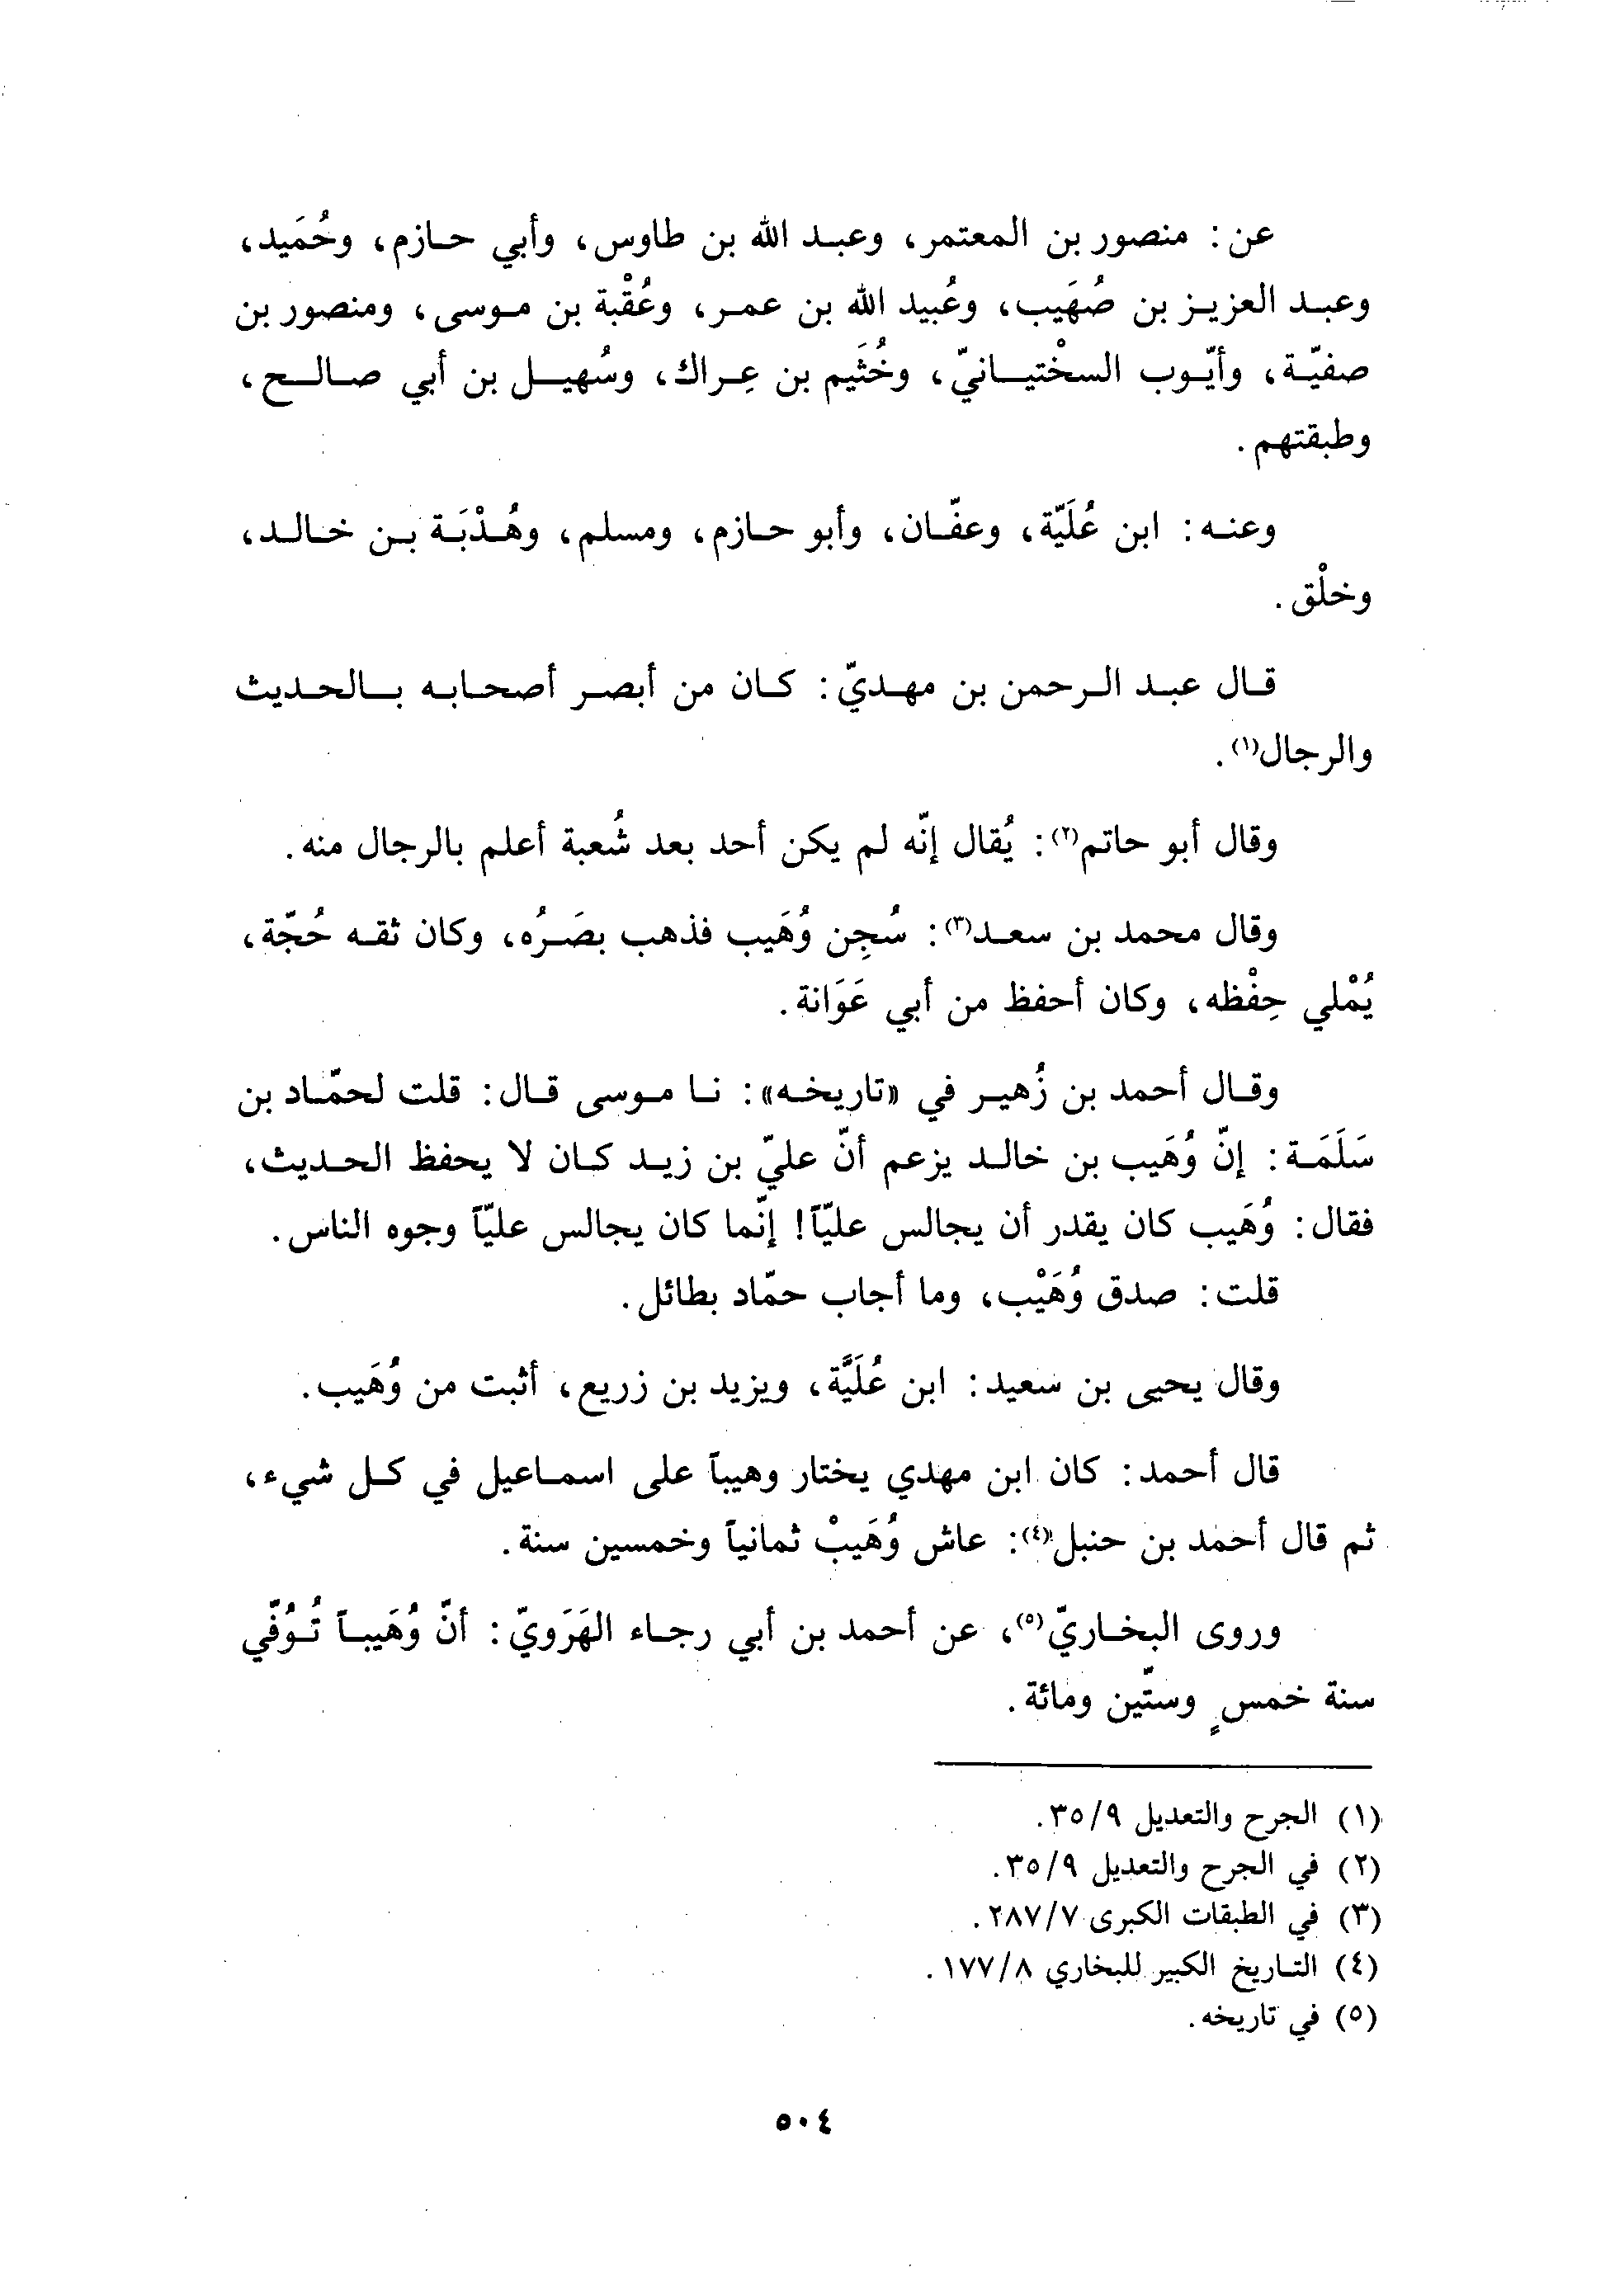 عن: منصور بن المعتمر، وعبد الله بن طاوس، وأبي حازم، وحُمَيد،
وعبد العزيز بن صُهَيب، وعُبيد الله بن عمر، وعُقْبة بن موسى، ومنصور بن
صفيّة، وأيّوب السخْتيانيّ، وخُثَيم بن عِراك، وسُهيل بن أبي صالح،
وطبقتهم.
وعنه: ابن عُلَيّة، وعفّان، وأبو حازم، ومسلم، وهُدْبَة بن خالد،
وخلْق.
قال عبد الرحمن بن مهديّ: كان من أبصر أصحابه بالحديث
والرجال(١).
وقال أبو حاتم(٢): يُقال إنّه لم يكن أحد بعد شُعبة أعلم بالرجال منه.
وقال محمد بن سعد(٣): سُجِن وُهَيب فذهب بصَرُه، وكان ثقه حُجّة،
يُمْلي حِفْظه، وكان أحفظ من أبي عَوَانة.
وقال أحمد بن زُهير في «تاريخه»: نا موسى قال: قلت لحمّاد بن
سَلَمَة: إنّ وُهَيب بن خالد يزعم أنّ عليّ بن زيد كان لا يحفظ الحديث،
فقال: وُهَيب كان يقدر أن يجالس عليّاً! إنّما كان يجالس عليّاً وجوه الناس.
قلت: صدق وُهَيْب، وما أجاب حمّاد بطائل.
وقال يحيى بن سعيد: ابن عُلَيَّة، ويزيد بن زريع، أثبت من وُهَيب.
قال أحمد: كان ابن مهدي يختار وهيباً على اسماعيل في كل شيء،
ثم قال أحمد بن حنبل(٤): عاش وُهَيبْ ثمانياً وخمسين سنة.
وروى البخاريّ(٥)، عن أحمد بن أبي رجاء الهَرَويّ: أنّ وُهَيباً تُوُفّي
سنة خمسٍ وستّين ومائة.
(١) الجرح والتعديل ٣٥/٩.
(٢) في الجرح والتعديل ٣٥/٩.
(٣) في الطبقات الكبرى ٢٨٧/٧.
(٤) التاريخ الكبير للبخاري ١٧٧/٨.
(٥) في تاريخه.
٥٠٤